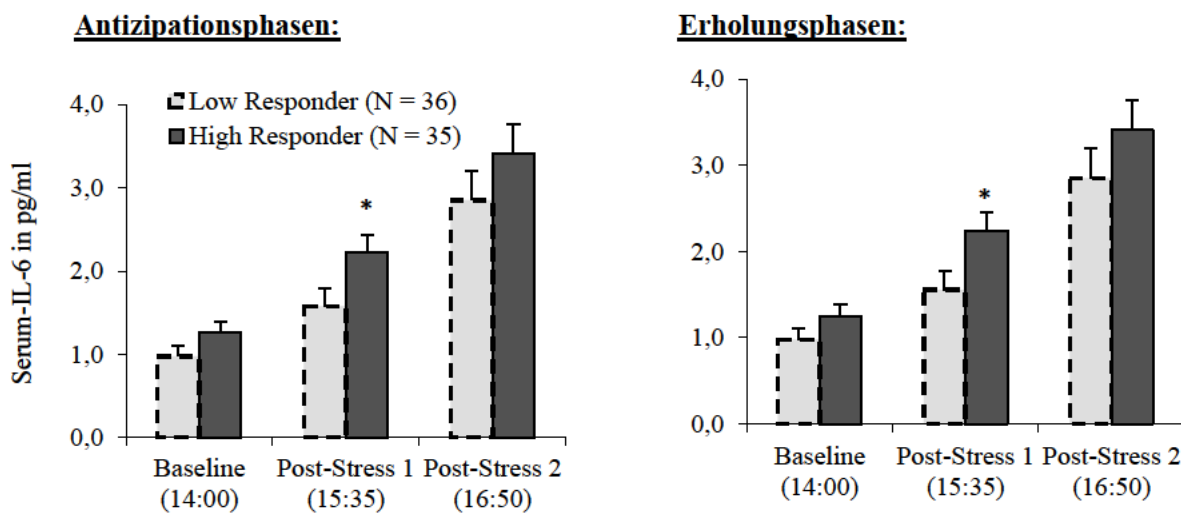 Antizipationsphasen:
Erholungsphasen:
Serum-IL-6 in pg/ml
4,0
3,0
2,0
1,0
0,0
Low Responder (N = 36)
High Responder (N = 35)
*
Baseline
(14:00)
Post-Stress 1
(15:35)
Post-Stress 2
(16:50)
4,0
3,0
2,0
1,0
0,0
*
Baseline
(14:00)
Post-Stress 1
(15:35)
Post-Stress 2
(16:50)